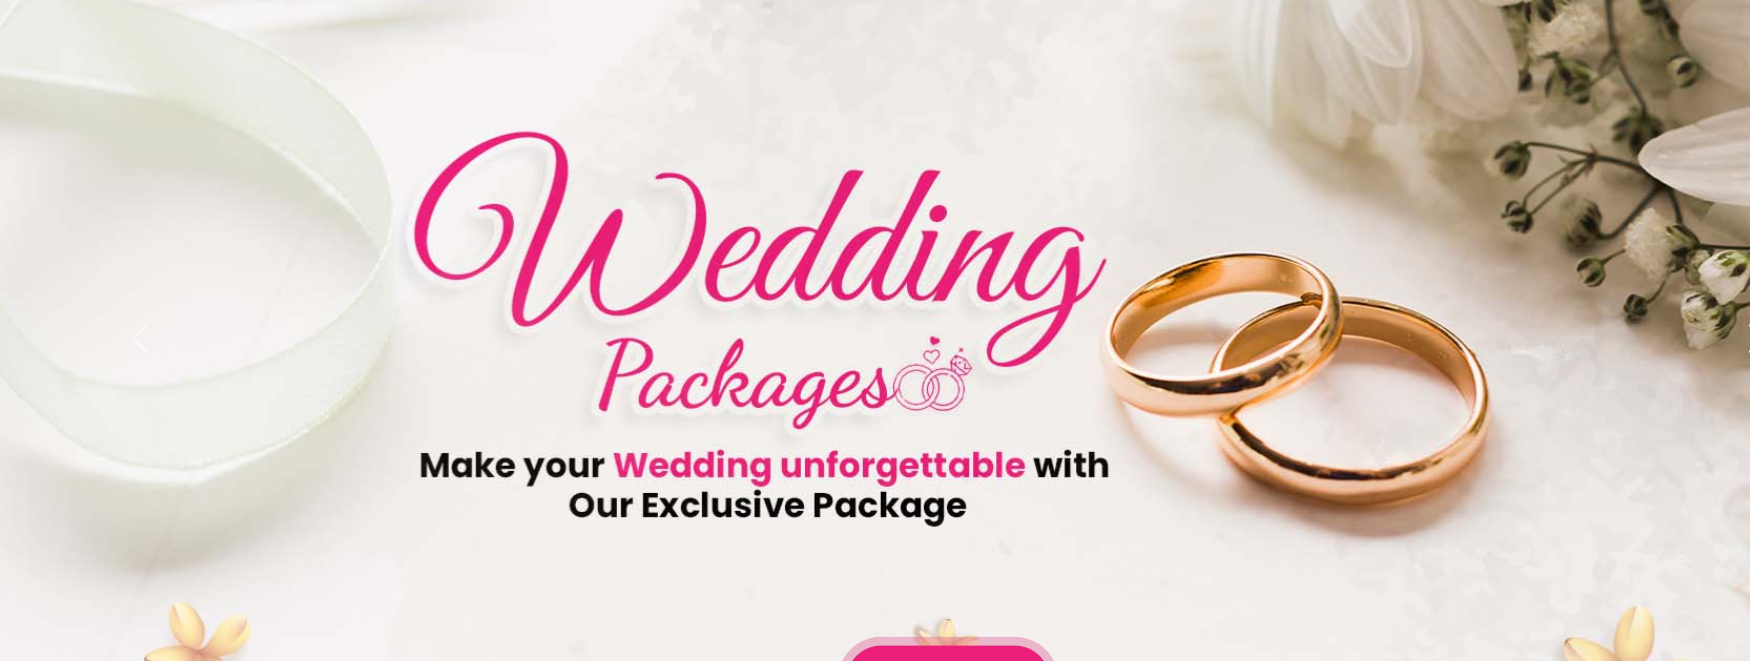 Wedding
Packages
Make your Wedding unforgettable with
Our Exclusive Package